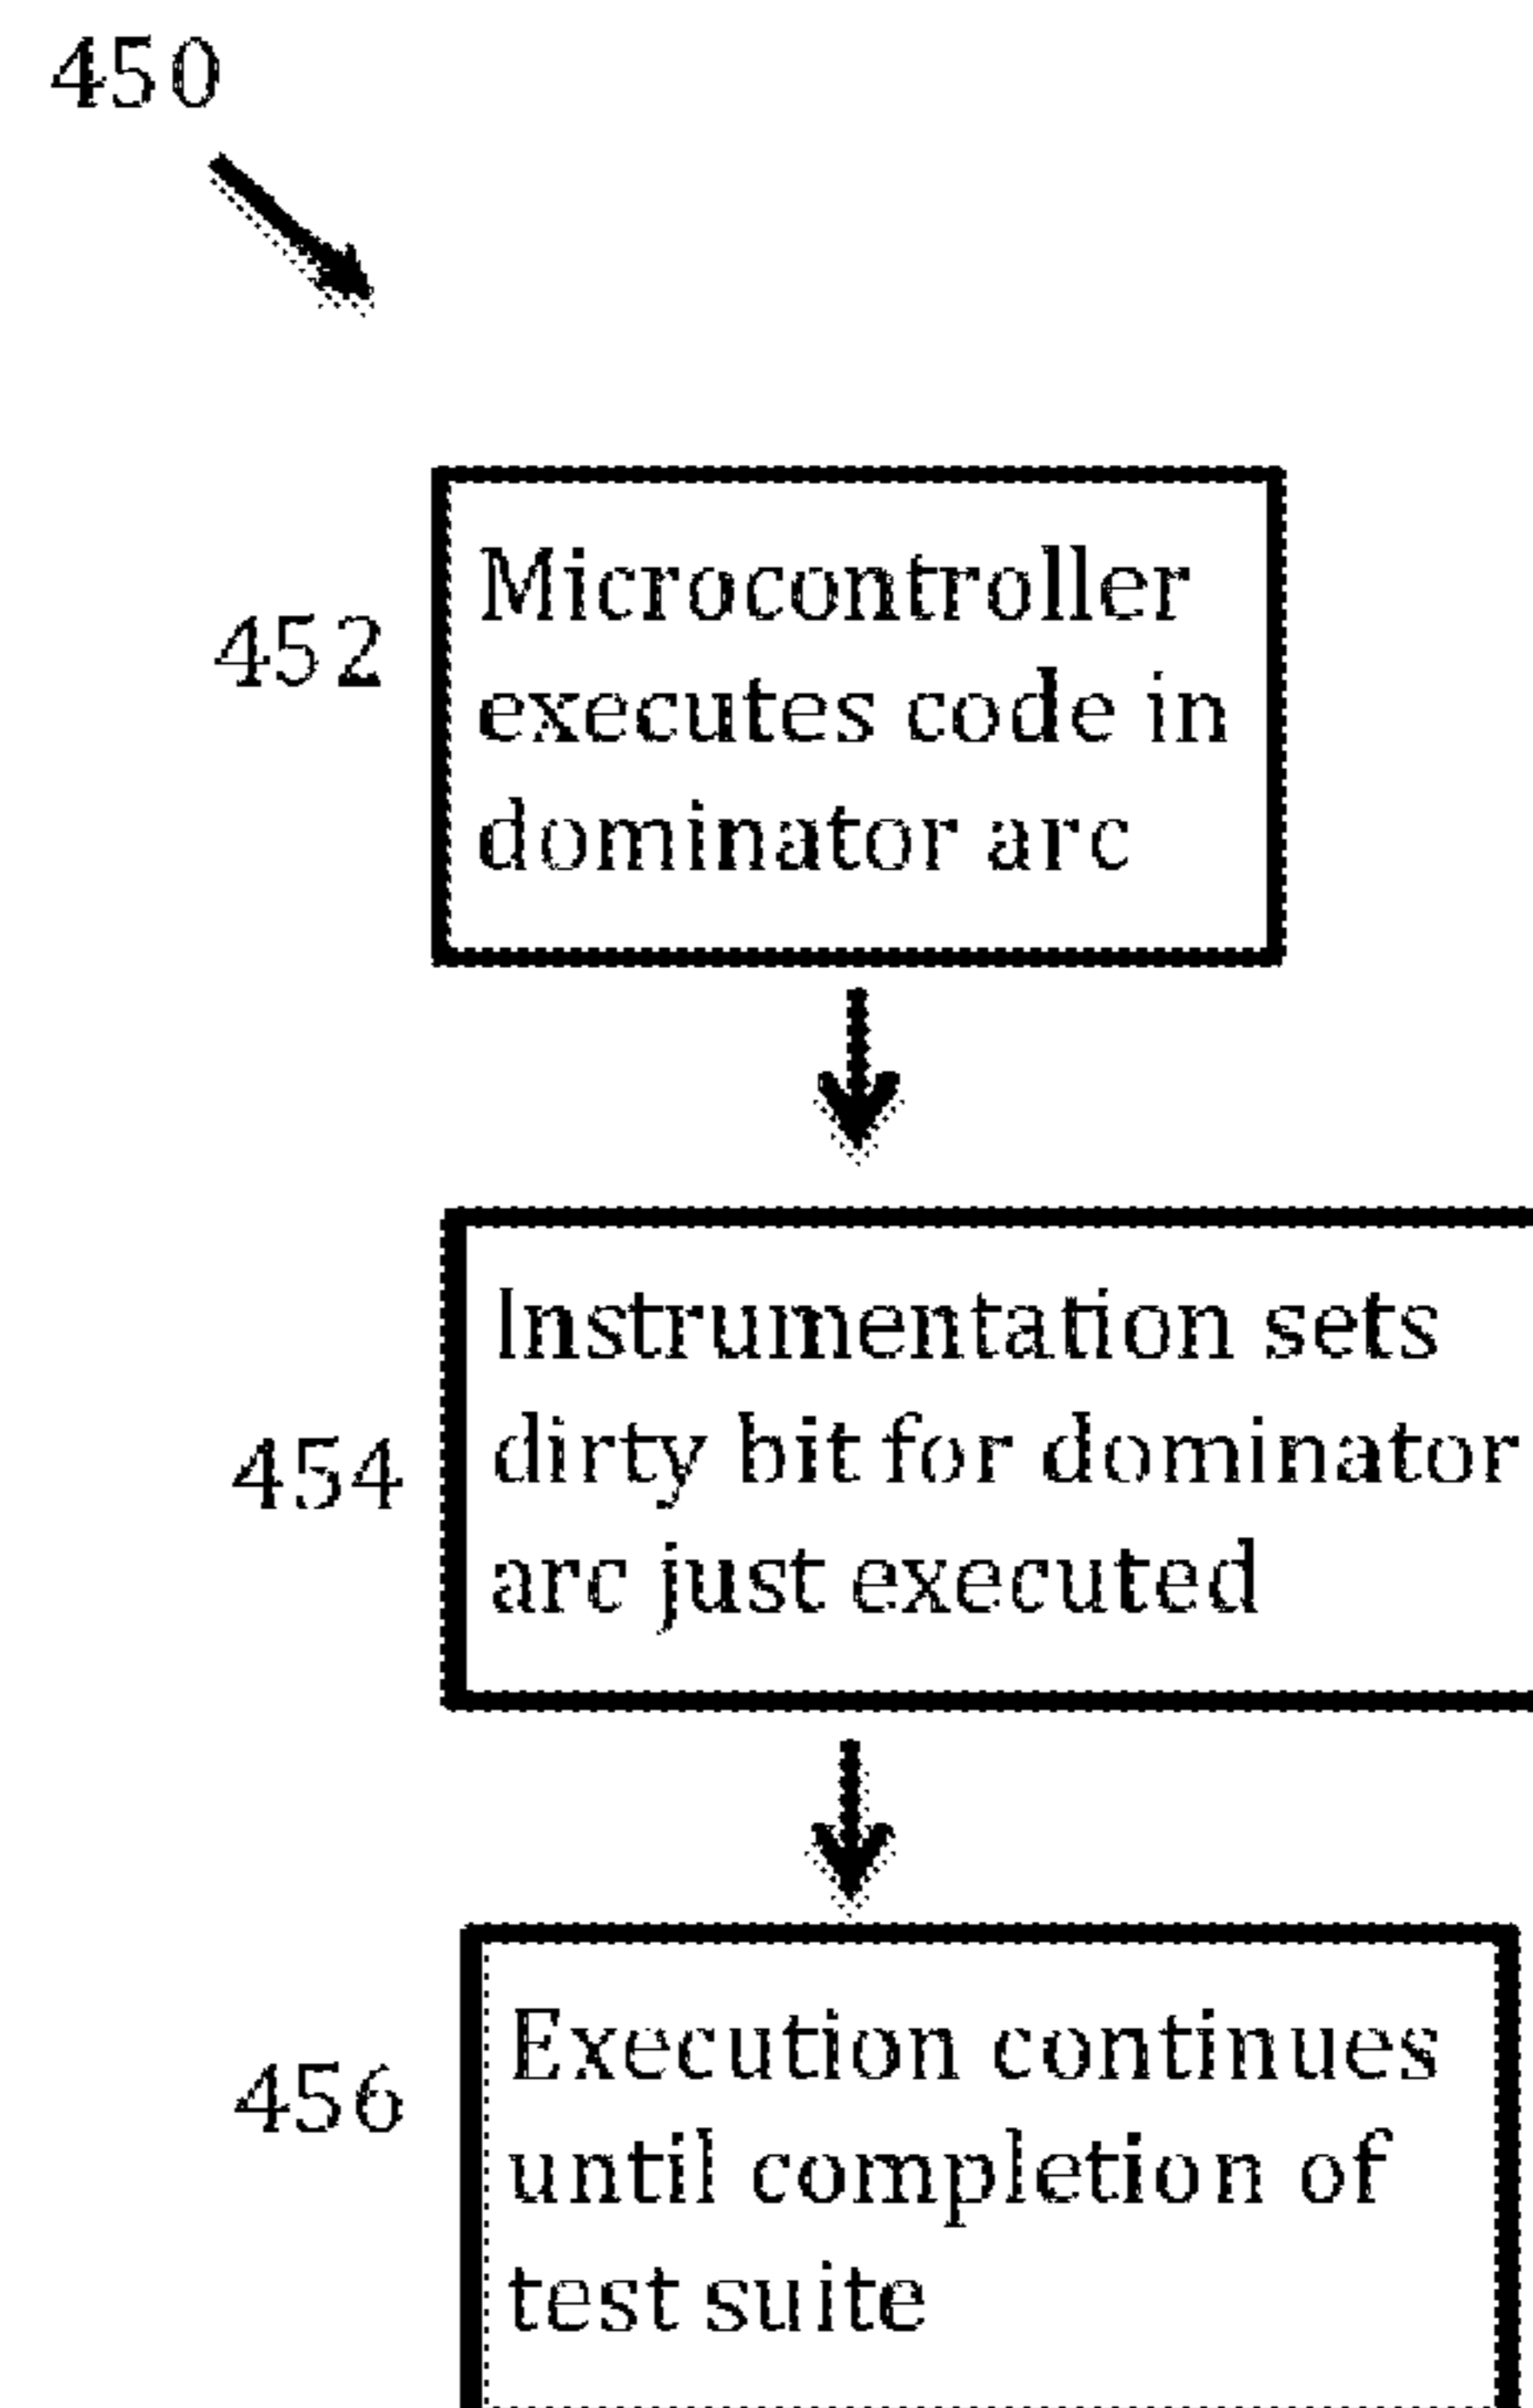 450
452
Microcontroller
executes code in
dominator arc
454
Instrumentation sets
dirty bit for dominator
arc just executed
456
Execution continues
until completion of
test suite